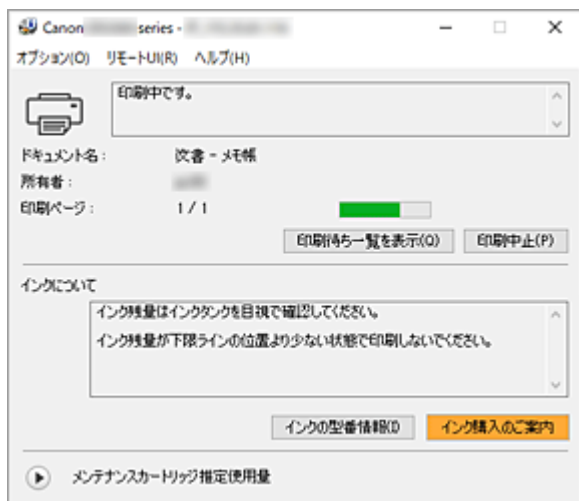 Canon series -
オプション(O) リモートUI(R) ヘルプ(H)
印刷中です。
ドキュメント名 : 文書 - メモ帳
所有者 :
印刷ページ : 1 / 1
印刷待ち一覧を表示(Q) 印刷中止(P)
インクについて
インク残量はインクタンクを目視で確認してください。
インク残量が下限ラインの位置より少ない状態で印刷しないでください。
インクの型番情報(I) インク購入のご案内
メンテナンスカートリッジ指定使用量